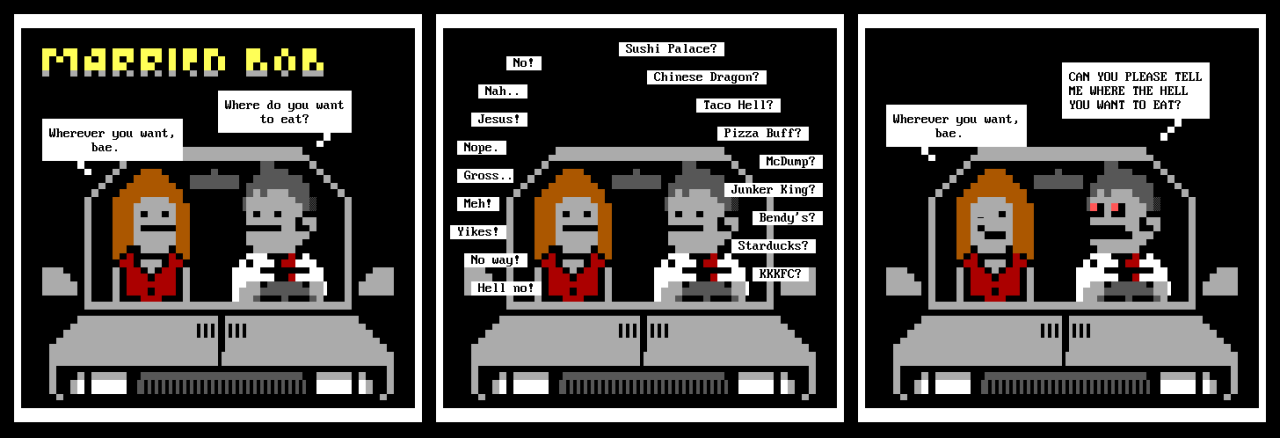 MARRIED BOB
Where do you want
to eat?
Wherever you want,
bae.
Sushi Palace?
No!
Chinese Dragon?
Nah..
Taco Hell?
Jesus!
Pizza Buff?
Nope.
McDump?
Gross..
Junker King?
Meh!
Bendy's?
Yikes!
Starducks?
No way!
KKKFC?
Hell no!
CAN YOU PLEASE TELL
ME WHERE THE HELL
YOU WANT TO EAT?
Wherever you want,
bae.